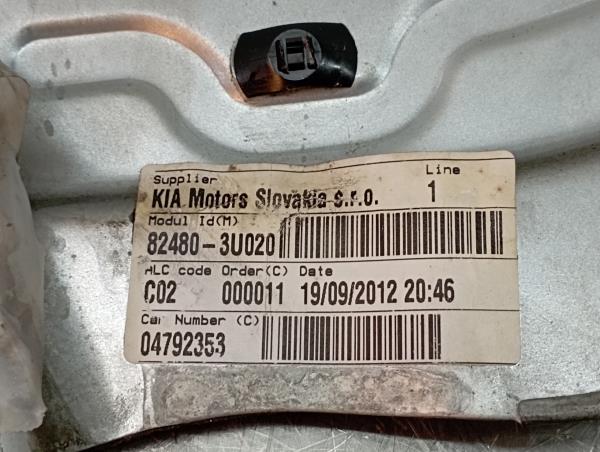 Supplier Line
KIA Motors Slovakia s.r.o. 1
Modul Id(M)
82480-3U020
ALC code Order(C) Date
C02 000011 19/09/2012 20:46
Car Number (C)
04792353